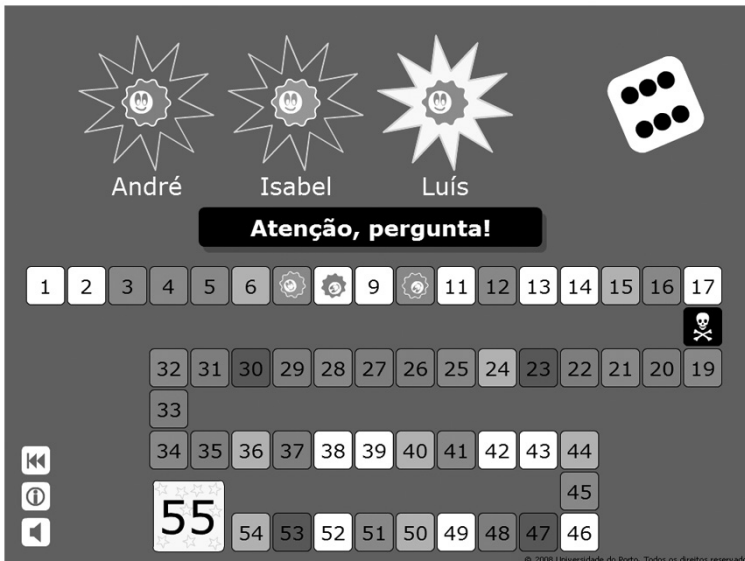 André Isabel Luís
Atenção, pergunta!
1 2 3 4 5 6 9 11 12 13 14 15 16 17
32 31 30 29 28 27 26 25 24 23 22 21 20 19
33
34 35 36 37 38 39 40 41 42 43 44
45
55 54 53 52 51 50 49 48 47 46
© 2008 Universidade do Porto. Todos os direitos reservad